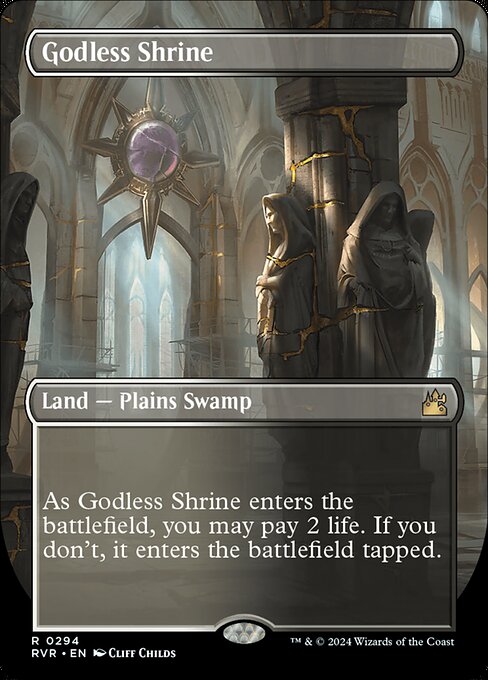 Godless Shrine
Land — Plains Swamp
As Godless Shrine enters the
battlefield, you may pay 2 life. If you
don't, it enters the battlefield tapped.
R 0294
RVR • EN Cliff Childs
™ & © 2024 Wizards of the Coast